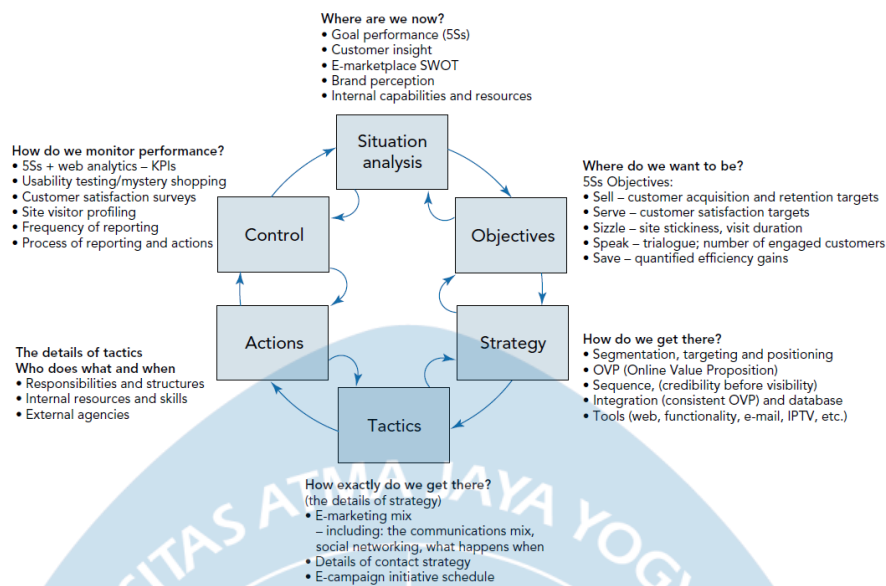 Where are we now?
• Goal performance (5Ss)
• Customer insight
• E-marketplace SWOT
• Brand perception
• Internal capabilities and resources
Situation
analysis
How do we monitor performance?
• 5Ss + web analytics – KPIs
• Usability testing/mystery shopping
• Customer satisfaction surveys
• Site visitor profiling
• Frequency of reporting
• Process of reporting and actions
Where do we want to be?
5Ss Objectives:
• Sell – customer acquisition and retention targets
• Serve – customer satisfaction targets
• Sizzle – site stickiness, visit duration
• Speak – trialogue; number of engaged customers
• Save – quantified efficiency gains
Control
Objectives
Actions
Strategy
The details of tactics
Who does what and when
• Responsibilities and structures
• Internal resources and skills
• External agencies
How do we get there?
• Segmentation, targeting and positioning
• OVP (Online Value Proposition)
• Sequence, (credibility before visibility)
• Integration (consistent OVP) and database
• Tools (web, functionality, e-mail, IPTV, etc.)
Tactics
How exactly do we get there?
(the details of strategy)
• E-marketing mix
– including: the communications mix,
social networking, what happens when
• Details of contact strategy
• E-campaign initiative schedule
SITAS ATMA JAYA YOGY